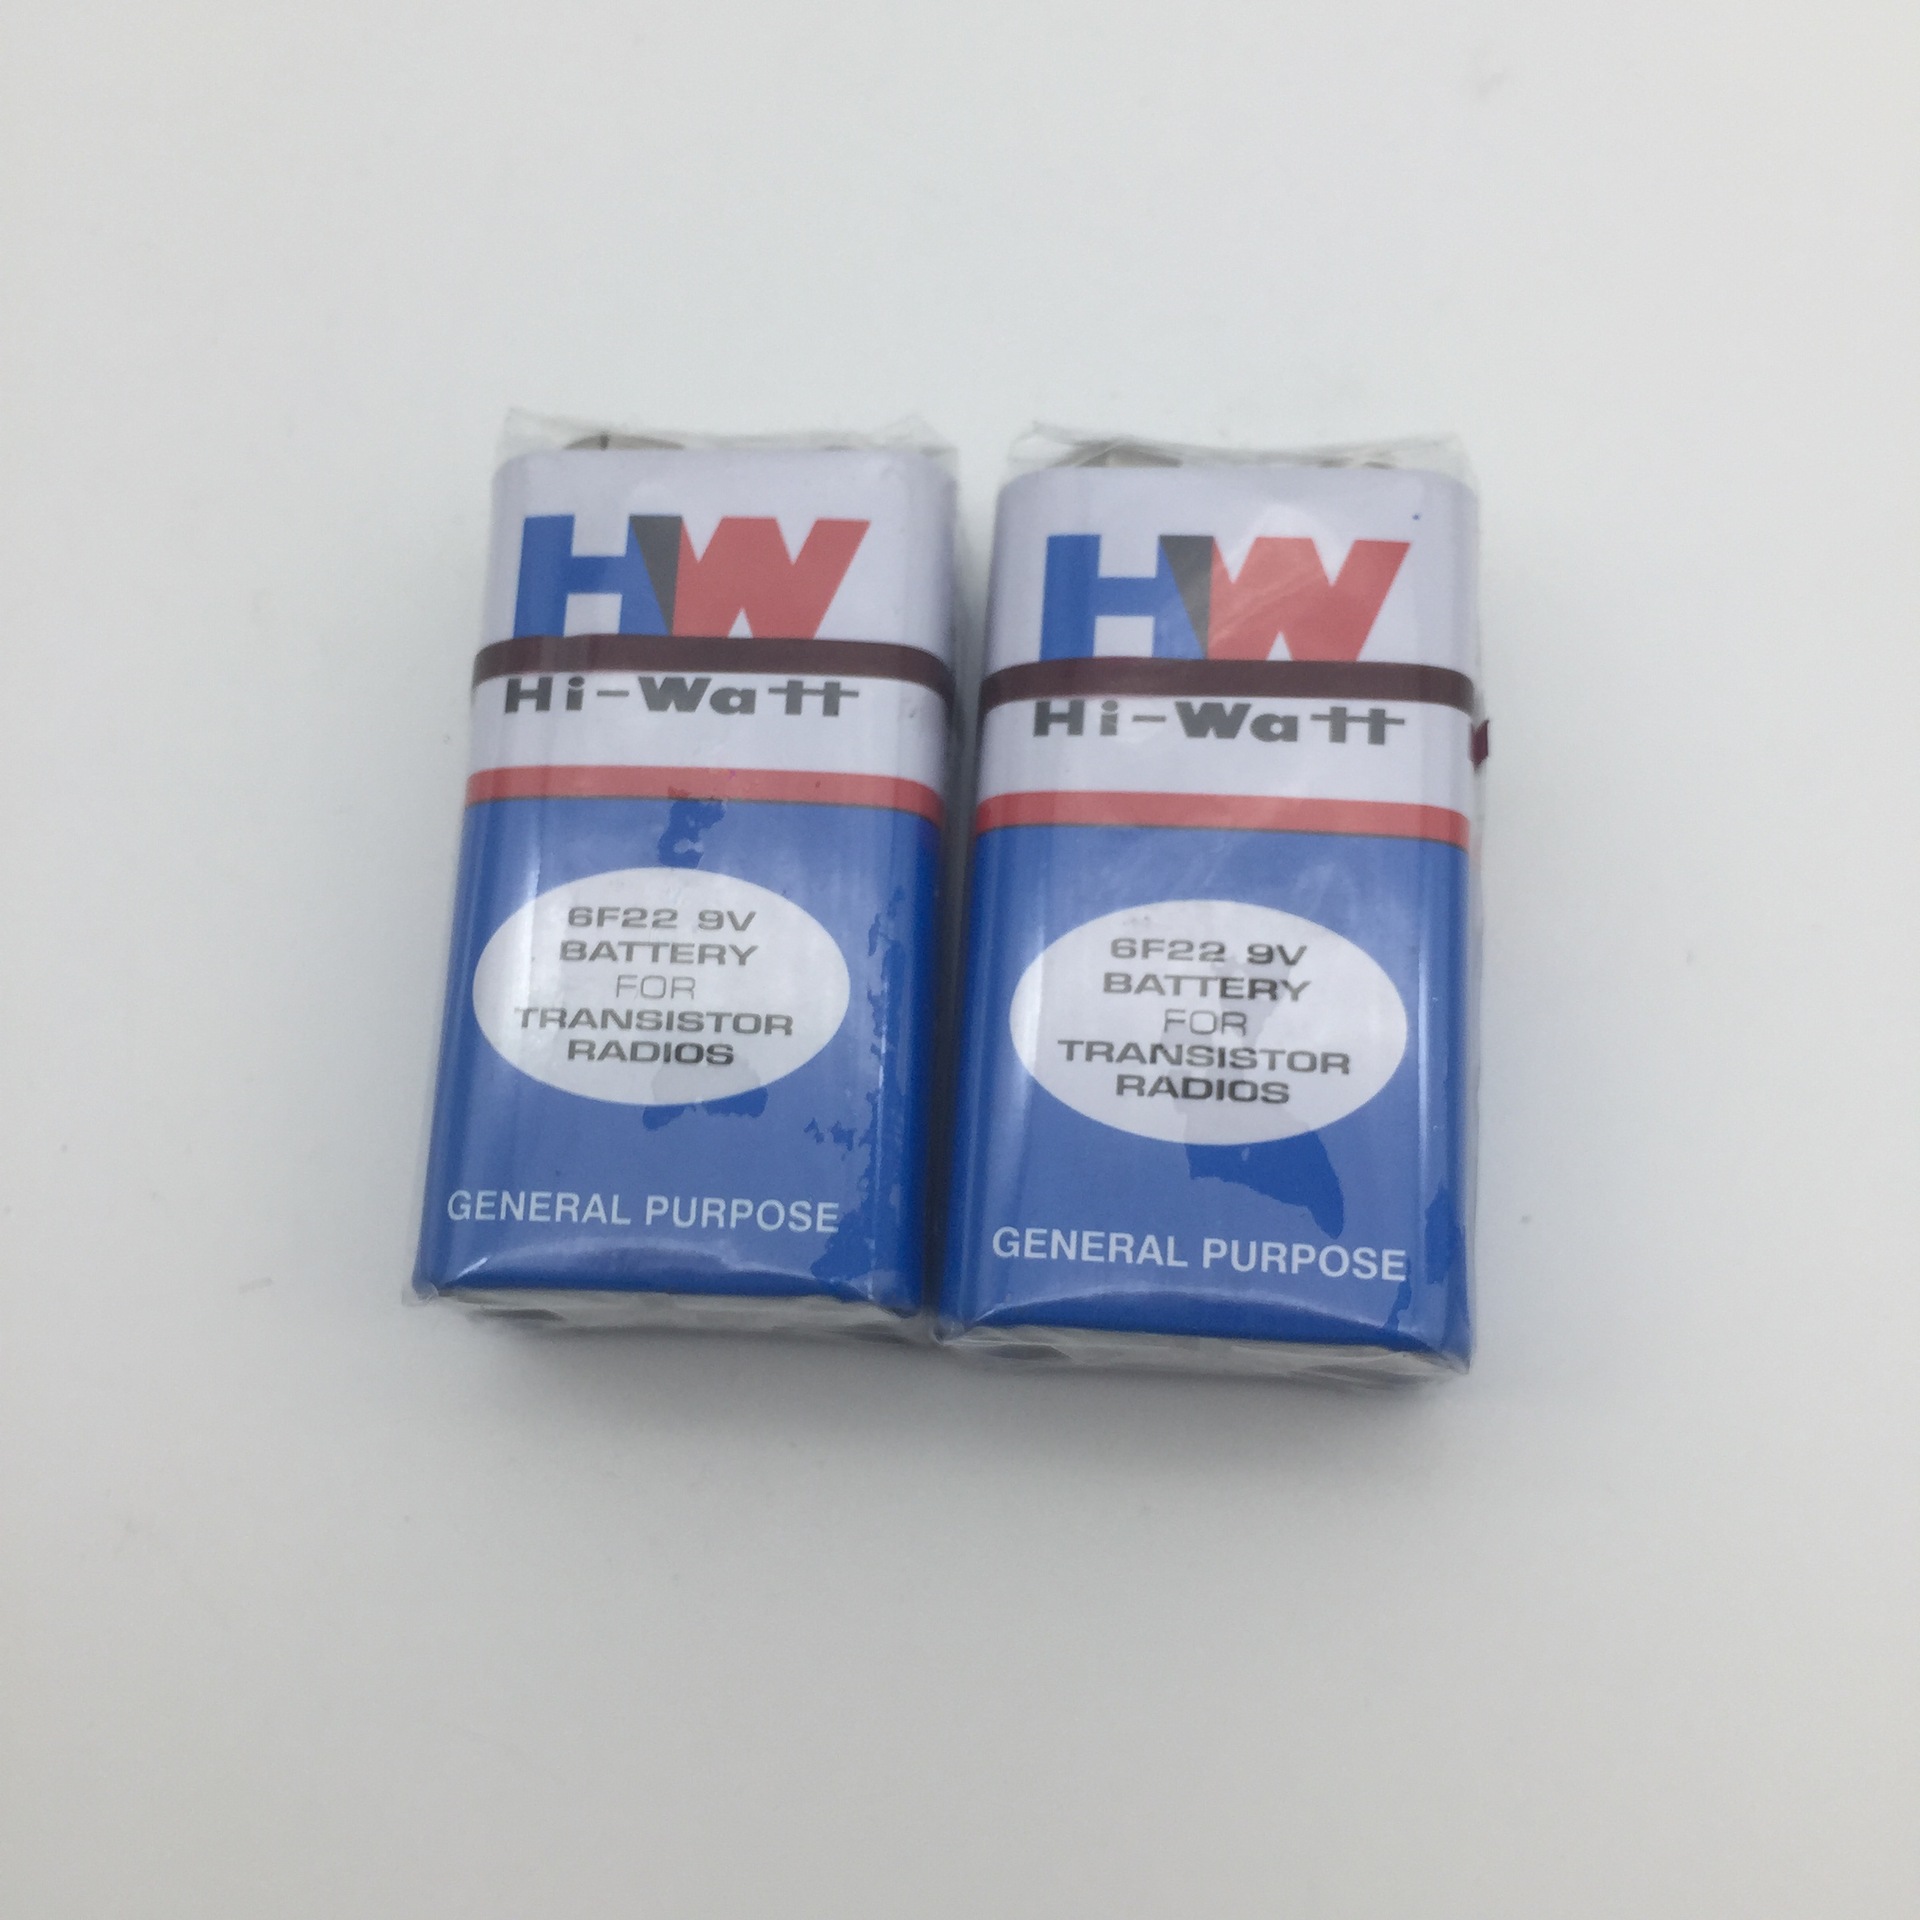 HW
Hi-Watt
6F22 9V
BATTERY
FOR
TRANSISTOR
RADIOS
GENERAL PURPOSE
HW
Hi-Watt
6F22 9V
BATTERY
FOR
TRANSISTOR
RADIOS
GENERAL PURPOSE